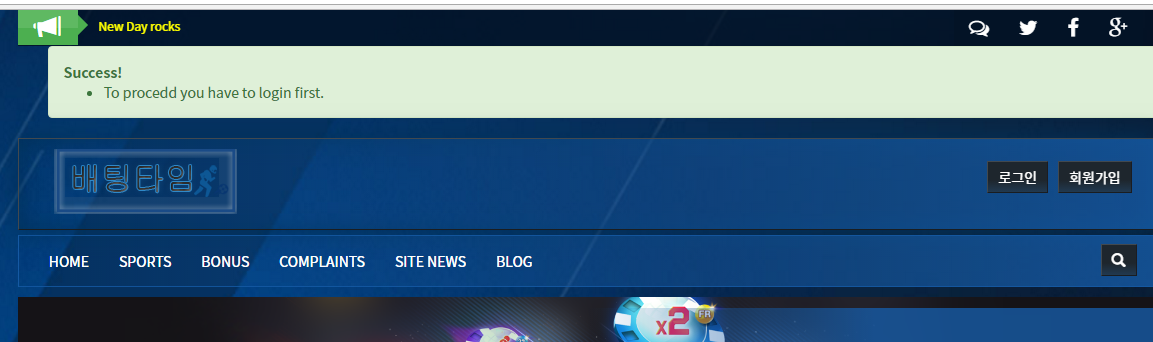 New Day rocks
Success!
To procedd you have to login first.
배팅타임
로그인 회원가입
HOME SPORTS BONUS COMPLAINTS SITE NEWS BLOG
x2 FR